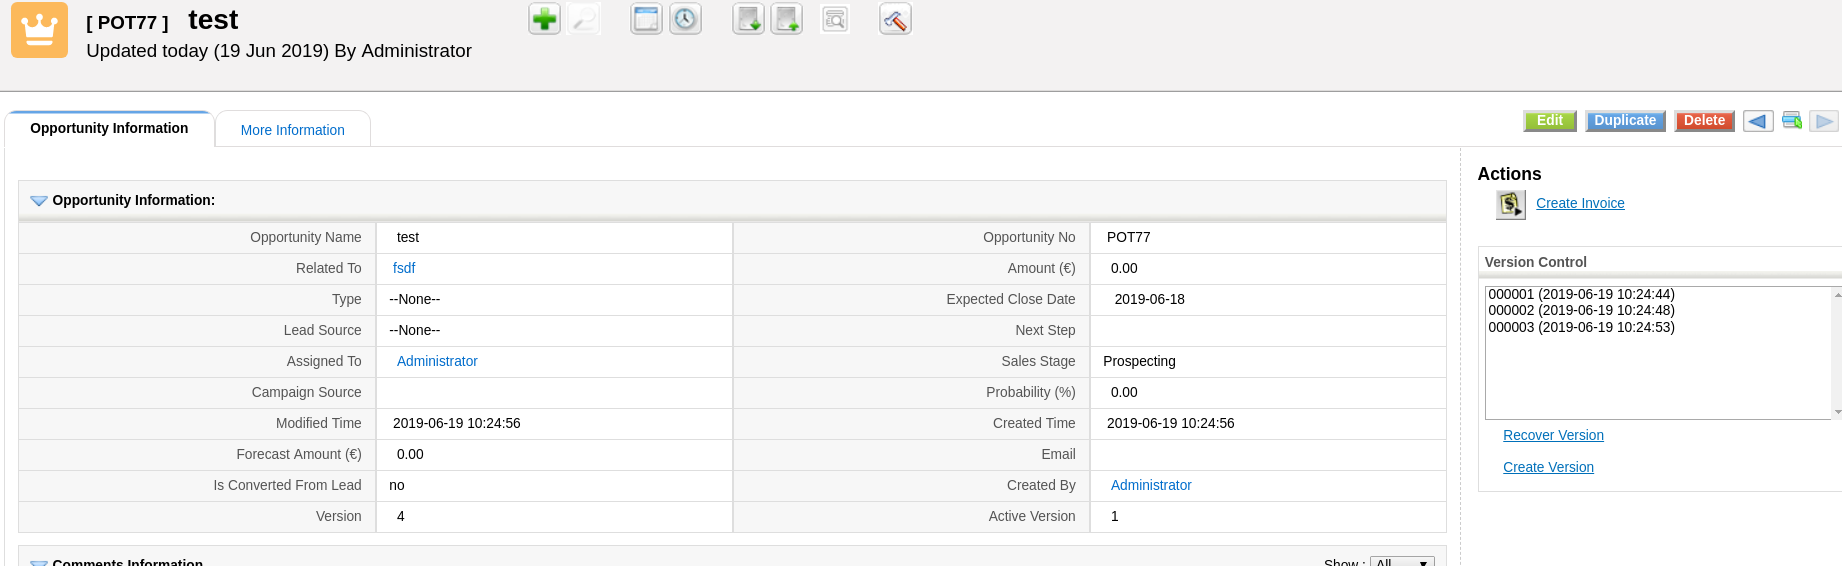 [ POT77 ] test
Updated today (19 Jun 2019) By Administrator
Opportunity Information
More Information
Edit
Duplicate
Delete
Opportunity Information:
Opportunity Name test Opportunity No POT77
Related To fsdf Amount (€) 0.00
Type --None-- Expected Close Date 2019-06-18
Lead Source --None-- Next Step
Assigned To Administrator Sales Stage Prospecting
Campaign Source Probability (%) 0.00
Modified Time 2019-06-19 10:24:56 Created Time 2019-06-19 10:24:56
Forecast Amount (€) 0.00 Email
Is Converted From Lead no Created By Administrator
Version 4 Active Version 1
Comments Information Show : All
Actions
Create Invoice
Version Control
000001 (2019-06-19 10:24:44)
000002 (2019-06-19 10:24:48)
000003 (2019-06-19 10:24:53)
Recover Version
Create Version